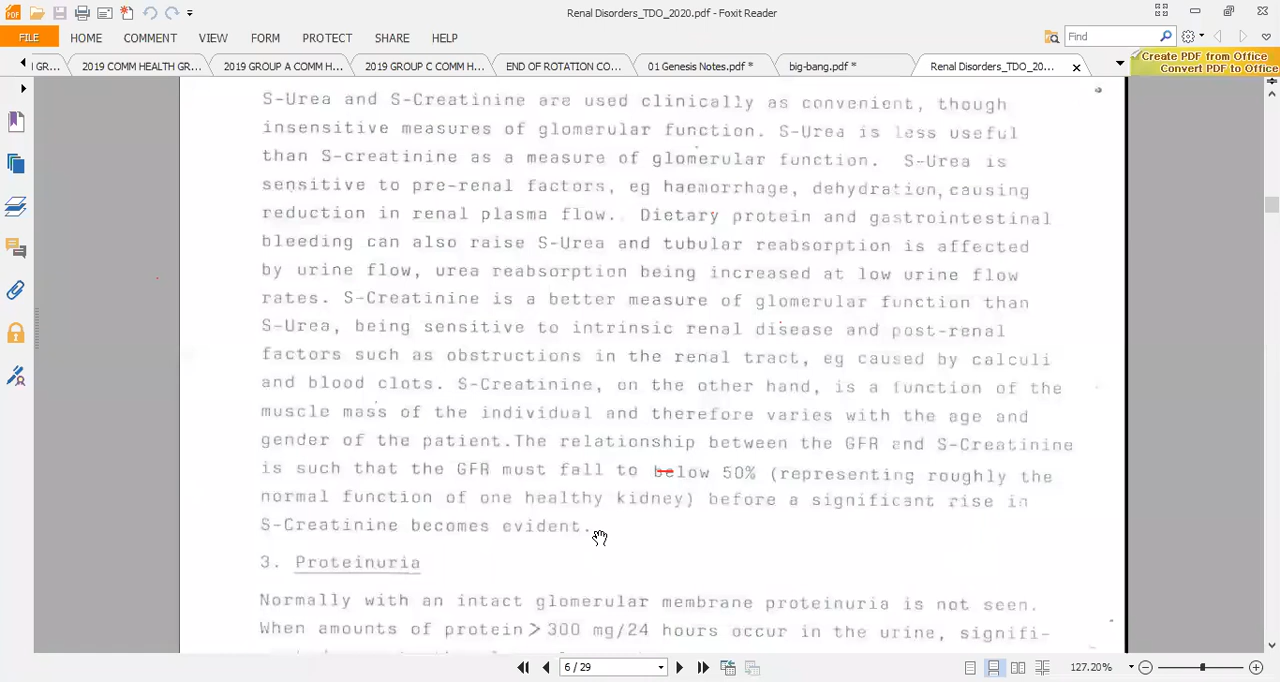 Renal Disorders_TDO_2020.pdf - Foxit Reader
FILE HOME COMMENT VIEW FORM PROTECT SHARE HELP Find
I GR... 2019 COMM HEALTH GR... 2019 GROUP A COMM H... 2019 GROUP C COMM H... END OF ROTATION CO... 01 Genesis Notes.pdf * big-bang.pdf * Renal Disorders_TDO_20... Create PDF from Office
Convert PDF to Office
S-Urea and S-Creatinine are used clinically as convenient, though
insensitive measures of glomerular function. S-Urea is less useful
than S-creatinine as a measure of glomerular function. S-Urea is
sensitive to pre-renal factors, eg haemorrhage, dehydration, causing
reduction in renal plasma flow. Dietary protein and gastrointestinal
bleeding can also raise S-Urea and tubular reabsorption is affected
by urine flow, urea reabsorption being increased at low urine flow
rates. S-Creatinine is a better measure of glomerular function than
S-Urea, being sensitive to intrinsic renal disease and post-renal
factors such as obstructions in the renal tract, eg caused by calculi
and blood clots. S-Creatinine, on the other hand, is a function of the
muscle mass of the individual and therefore varies with the age and
gender of the patient.The relationship between the GFR and S-Creatinine
is such that the GFR must fall to below 50% (representing roughly the
normal function of one healthy kidney) before a significant rise in
S-Creatinine becomes evident.
3. Proteinuria
Normally with an intact glomerular membrane proteinuria is not seen.
When amounts of protein > 300 mg/24 hours occur in the urine, signifi-
6 / 29 127.20%